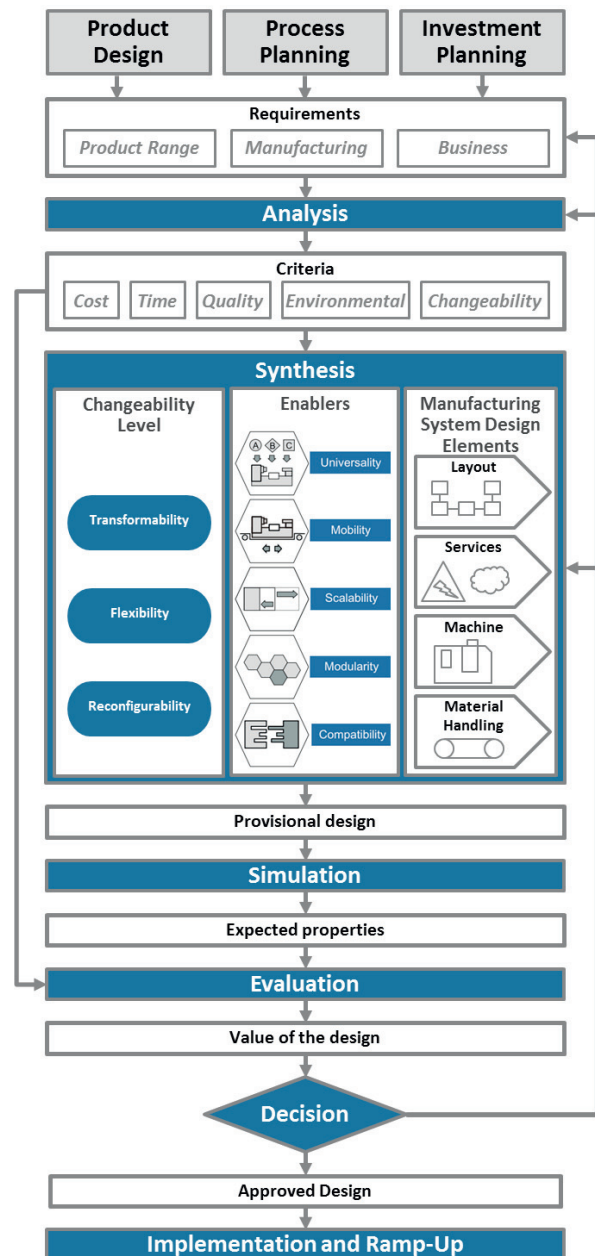 Product
Design
Process
Planning
Investment
Planning
Requirements
Product Range
Manufacturing
Business
Analysis
Criteria
Cost
Time
Quality
Environmental
Changeability
Synthesis
Changeability
Level
Transformability
Flexibility
Reconfigurability
Enablers
A B C
Universality
Mobility
Scalability
Modularity
Compatibility
Manufacturing
System Design
Elements
Layout
Services
Machine
Material
Handling
Provisional design
Simulation
Expected properties
Evaluation
Value of the design
Decision
Approved Design
Implementation and Ramp-Up